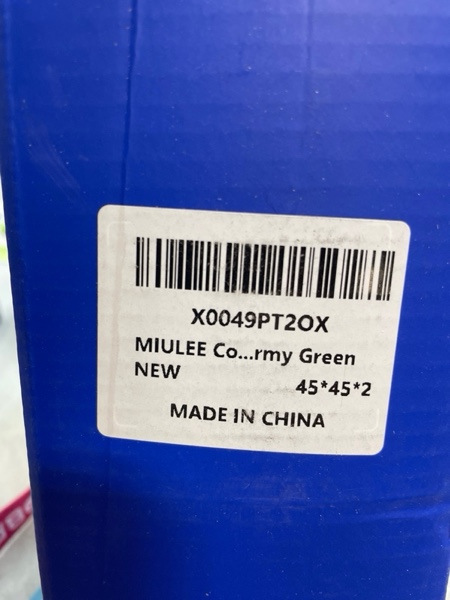 X0049PT2OX
MIULEE Co...rmy Green
NEW
45*45*2
MADE IN CHINA